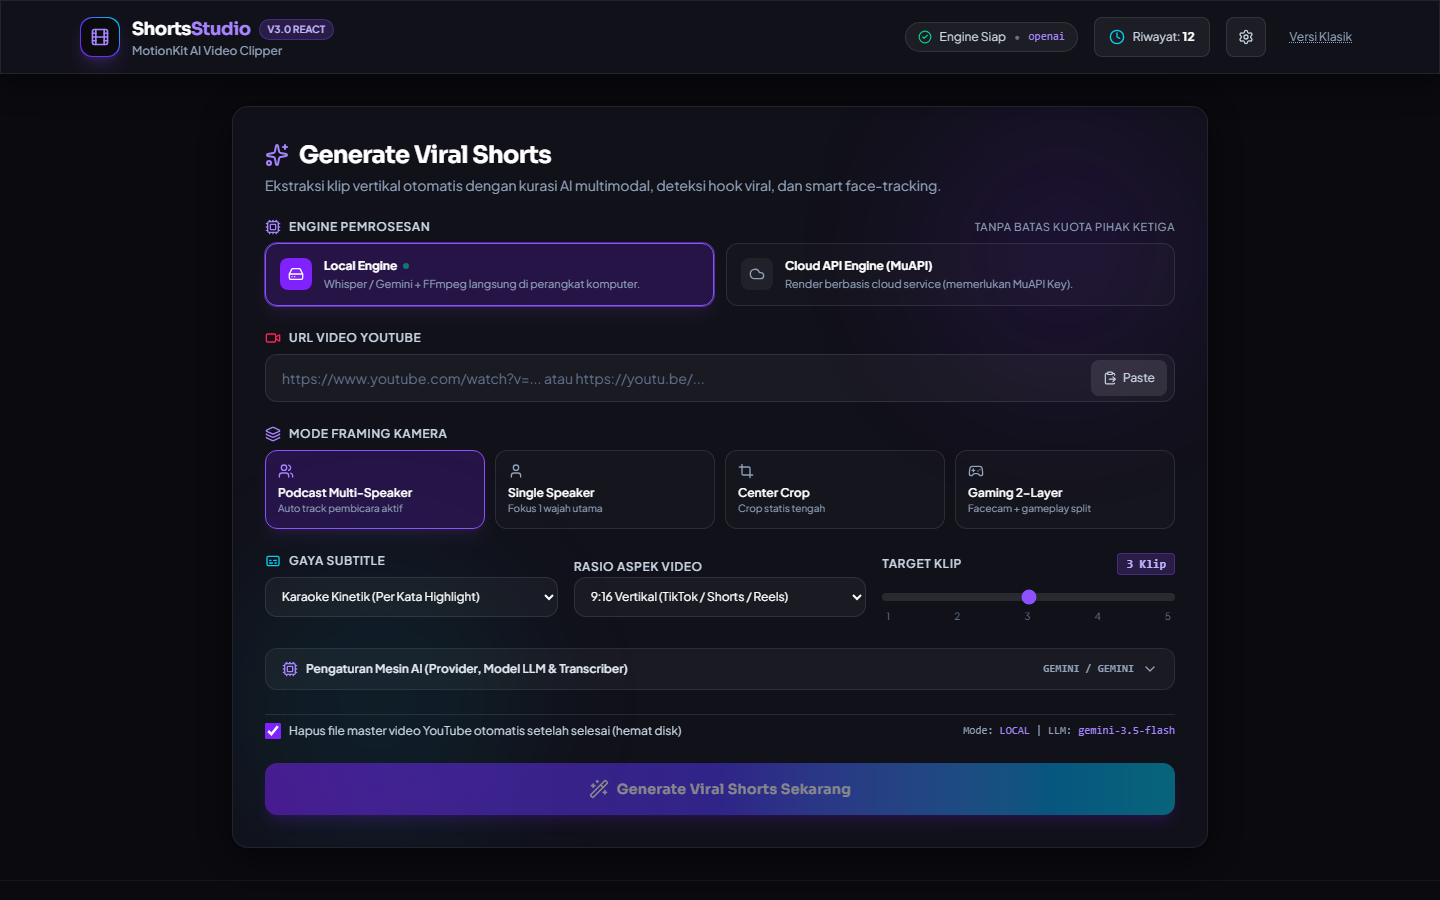 ShortsStudio V3.0 REACT
MotionKit AI Video Clipper
Engine Siap • openai
Riwayat: 12
Versi Klasik
Generate Viral Shorts
Ekstraksi klip vertikal otomatis dengan kurasi AI multimodal, deteksi hook viral, dan smart face-tracking.
ENGINE PEMROSESAN
TANPA BATAS KUOTA PIHAK KETIGA
Local Engine
Whisper / Gemini + FFmpeg langsung di perangkat komputer.
Cloud API Engine (MuAPI)
Render berbasis cloud service (memerlukan MuAPI Key).
URL VIDEO YOUTUBE
https://www.youtube.com/watch?v=... atau https://youtu.be/...
Paste
MODE FRAMING KAMERA
Podcast Multi-Speaker
Auto track pembicara aktif
Single Speaker
Fokus 1 wajah utama
Center Crop
Crop statis tengah
Gaming 2-Layer
Facecam + gameplay split
GAYA SUBTITLE
Karaoke Kinetik (Per Kata Highlight)
RASIO ASPEK VIDEO
9:16 Vertikal (TikTok / Shorts / Reels)
TARGET KLIP
3 Klip
1 2 3 4 5
Pengaturan Mesin AI (Provider, Model LLM & Transcriber)
GEMINI / GEMINI
Hapus file master video YouTube otomatis setelah selesai (hemat disk)
Mode: LOCAL | LLM: gemini-3.5-flash
Generate Viral Shorts Sekarang